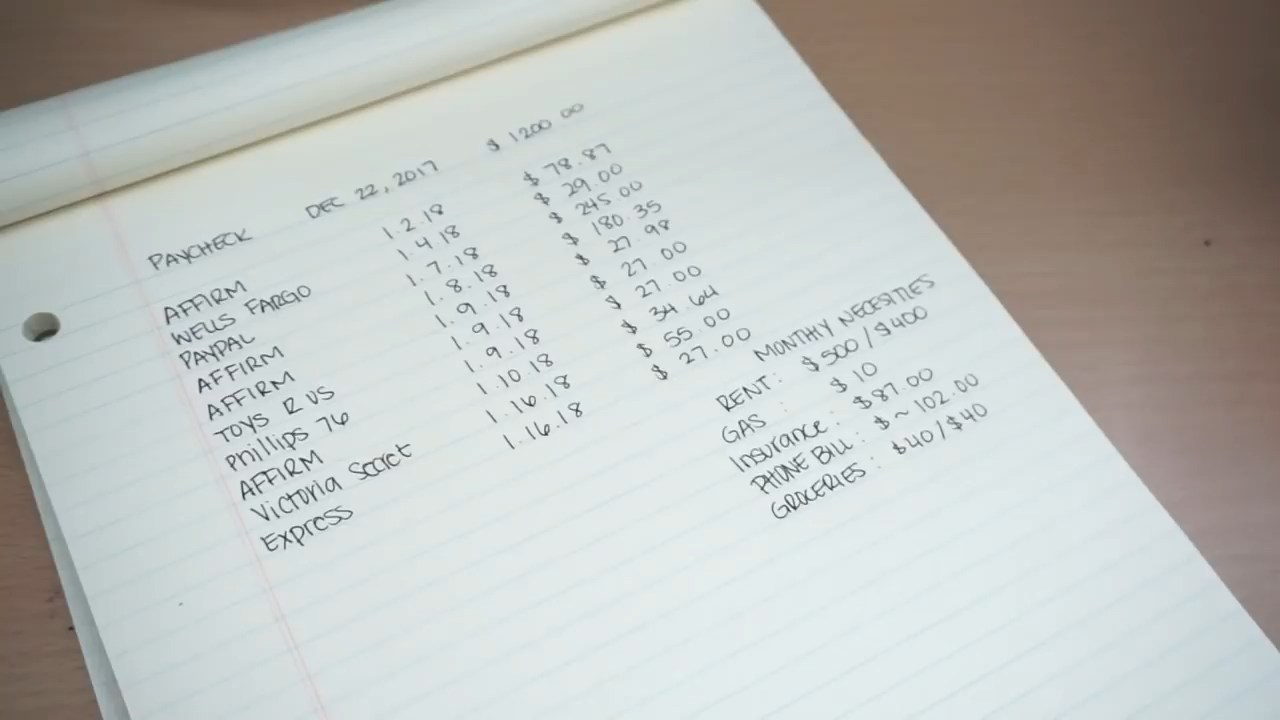 PAYCHECK DEC 22, 2017 $ 1200.00
AFFIRM 1.2.18 $ 78.87
WELLS FARGO 1.4.18 $ 29.00
PAYPAL 1.7.18 $ 245.00
AFFIRM 1.8.18 $ 180.35
AFFIRM 1.9.18 $ 27.98
TOYS R US 1.9.18 $ 27.00
Phillips 76 1.9.18 $ 27.00
AFFIRM 1.10.18 $ 34.64
Victoria Secret 1.16.18 $ 55.00
Express 1.16.18 $ 27.00
MONTHY NECESITIES
RENT: $500/$400
GAS: $10
Insurance: $87.00
PHONE BILL: $~102.00
GROCERIES: $40/$40